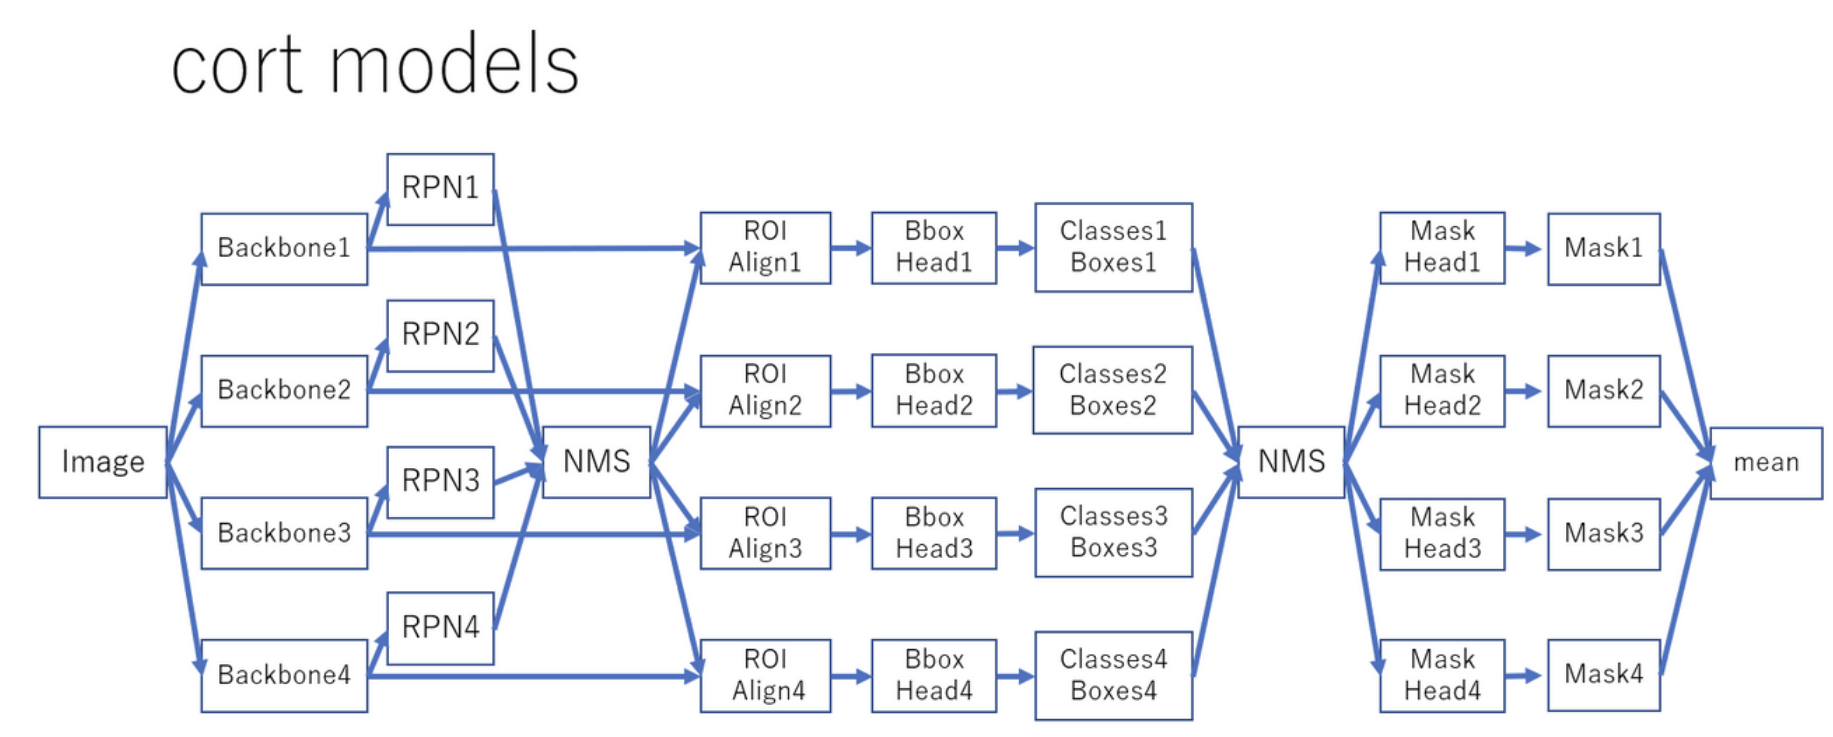 cort models
Image
Backbone1
Backbone2
Backbone3
Backbone4
RPN1
RPN2
RPN3
RPN4
NMS
ROI
Align1
ROI
Align2
ROI
Align3
ROI
Align4
Bbox
Head1
Bbox
Head2
Bbox
Head3
Bbox
Head4
Classes1
Boxes1
Classes2
Boxes2
Classes3
Boxes3
Classes4
Boxes4
NMS
Mask
Head1
Mask
Head2
Mask
Head3
Mask
Head4
Mask1
Mask2
Mask3
Mask4
mean